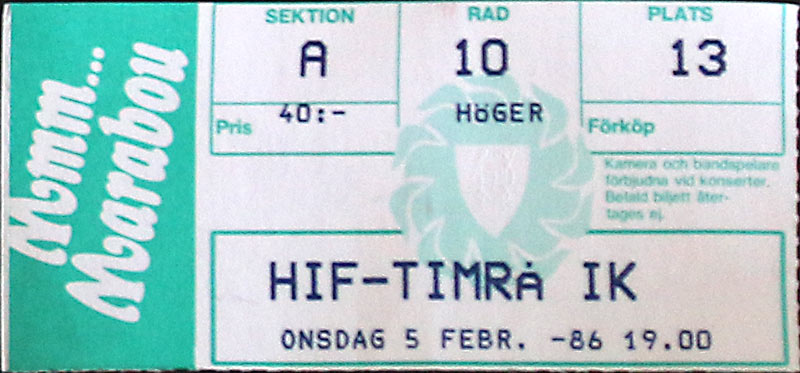 Mmm...
Marabou
SEKTION RAD PLATS
A 10 13
Pris 40:- HöGER Förköp
Kamera och bandspelare
förbjudna vid konserter.
Betald biljett åter-
tages ej.
HIF-TIMRÅ IK
ONSDAG 5 FEBR. -86 19.00